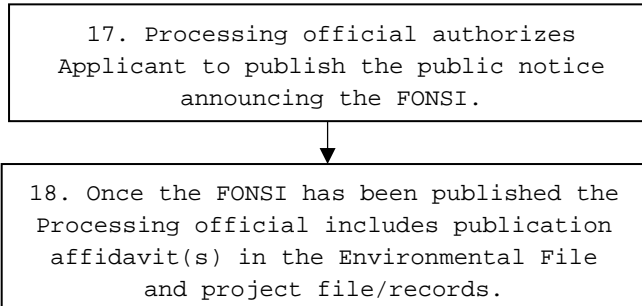 17. Processing official authorizes
Applicant to publish the public notice
announcing the FONSI.
18. Once the FONSI has been published the
Processing official includes publication
affidavit(s) in the Environmental File
and project file/records.